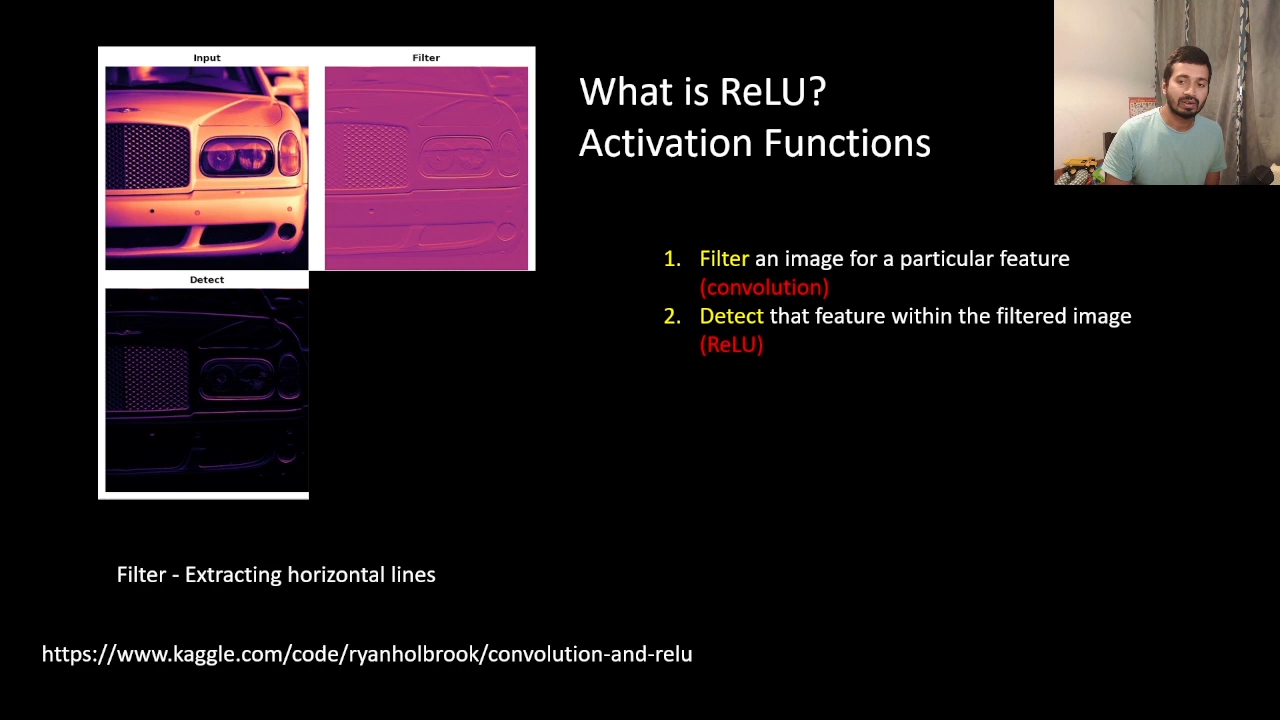 Input
Filter
What is ReLU?
Activation Functions
1. Filter an image for a particular feature
(convolution)
2. Detect that feature within the filtered image
(ReLU)
Detect
Filter - Extracting horizontal lines
https://www.kaggle.com/code/ryanholbrook/convolution-and-relu